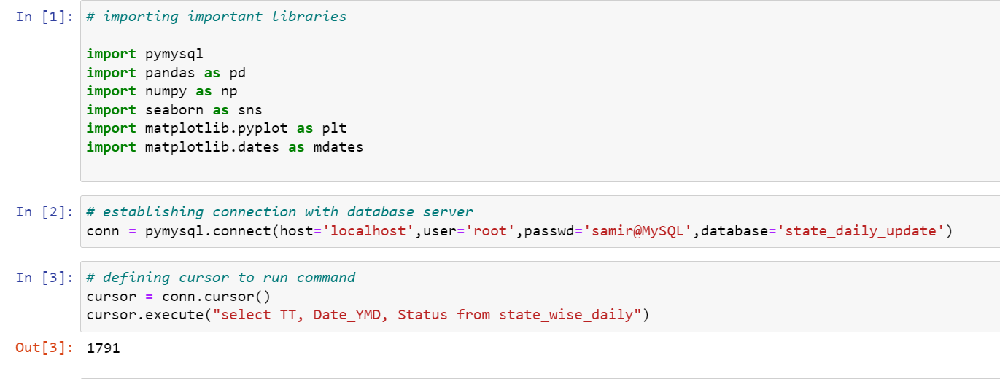 In [1]: # importing important libraries
import pymysql
import pandas as pd
import numpy as np
import seaborn as sns
import matplotlib.pyplot as plt
import matplotlib.dates as mdates
In [2]: # establishing connection with database server
conn = pymysql.connect(host='localhost',user='root',passwd='samir@MySQL',database='state_daily_update')
In [3]: # defining cursor to run command
cursor = conn.cursor()
cursor.execute("select TT, Date_YMD, Status from state_wise_daily")
Out[3]: 1791